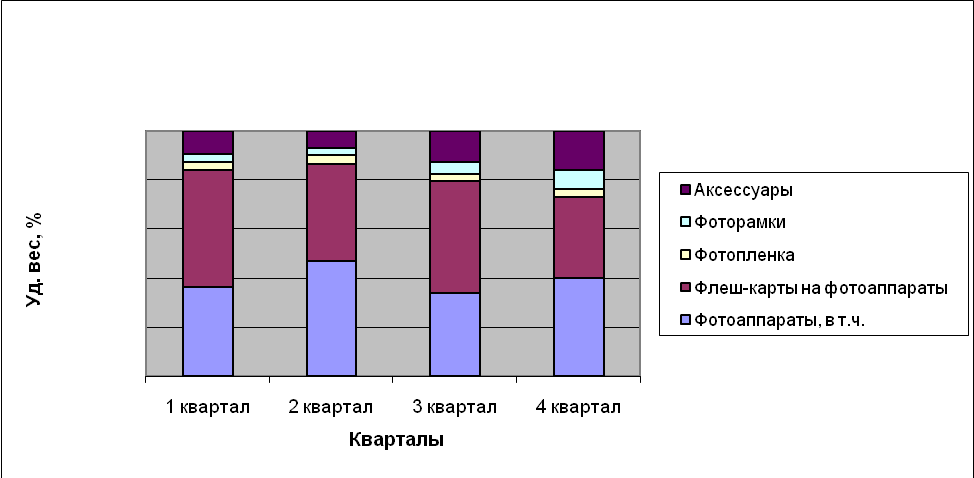 Уд. вес, %
1 квартал
2 квартал
3 квартал
4 квартал
Кварталы
Аксессуары
Фоторамки
Фотопленка
Флеш-карты на фотоаппараты
Фотоаппараты, в т.ч.